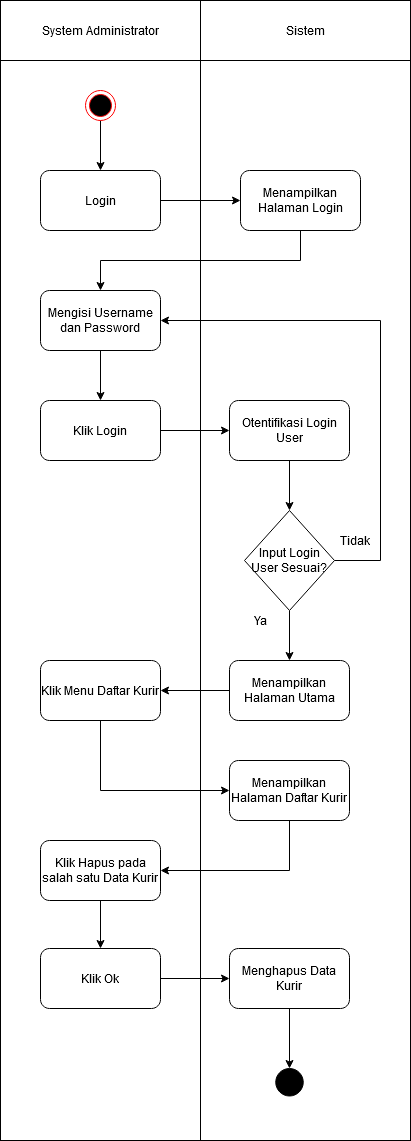 System Administrator
Sistem
Login
Menampilkan
Halaman Login
Mengisi Username
dan Password
Klik Login
Otentifikasi Login
User
Input Login
User Sesuai?
Tidak
Ya
Klik Menu Daftar Kurir
Menampilkan
Halaman Utama
Menampilkan
Halaman Daftar Kurir
Klik Hapus pada
salah satu Data Kurir
Klik Ok
Menghapus Data
Kurir